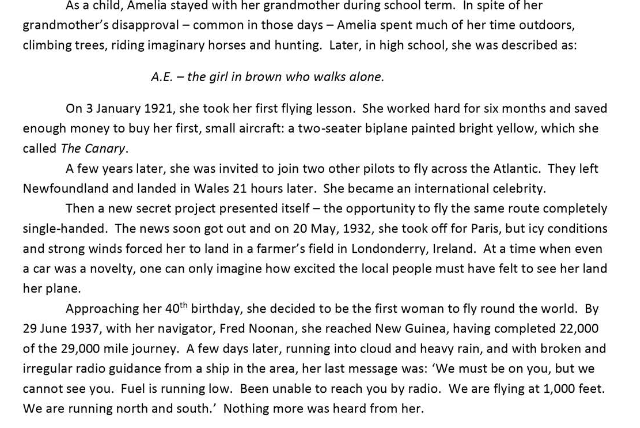 As a child, Amelia stayed with her grandmother during school term.  In spite of her
grandmother's disapproval – common in those days – Amelia spent much of her time outdoors,
climbing trees, riding imaginary horses and hunting.  Later, in high school, she was described as:
A.E. – the girl in brown who walks alone.
On 3 January 1921, she took her first flying lesson.  She worked hard for six months and saved
enough money to buy her first, small aircraft: a two-seater biplane painted bright yellow, which she
called The Canary.
A few years later, she was invited to join two other pilots to fly across the Atlantic.  They left
Newfoundland and landed in Wales 21 hours later.  She became an international celebrity.
Then a new secret project presented itself – the opportunity to fly the same route completely
single-handed.  The news soon got out and on 20 May, 1932, she took off for Paris, but icy conditions
and strong winds forced her to land in a farmer's field in Londonderry, Ireland.  At a time when even
a car was a novelty, one can only imagine how excited the local people must have felt to see her land
her plane.
Approaching her 40th birthday, she decided to be the first woman to fly round the world.  By
29 June 1937, with her navigator, Fred Noonan, she reached New Guinea, having completed 22,000
of the 29,000 mile journey.  A few days later, running into cloud and heavy rain, and with broken and
irregular radio guidance from a ship in the area, her last message was: 'We must be on you, but we
cannot see you.  Fuel is running low.  Been unable to reach you by radio.  We are flying at 1,000 feet.
We are running north and south.'  Nothing more was heard from her.